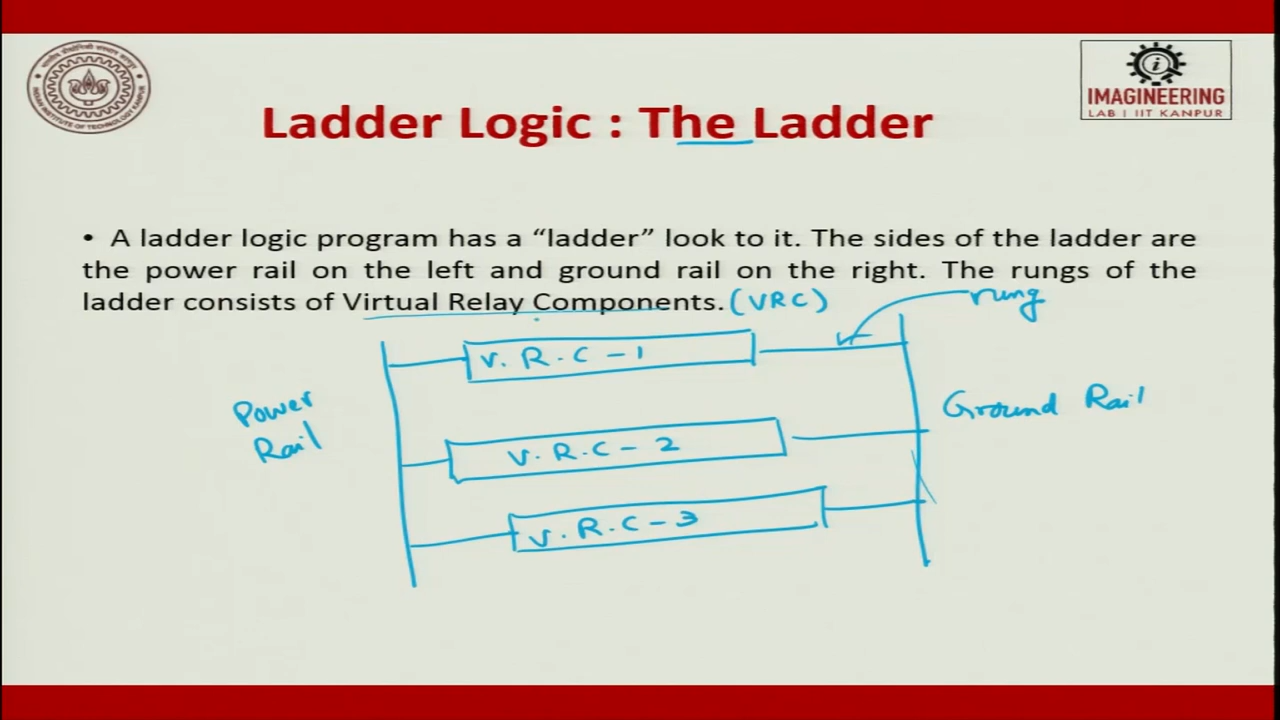 IMAGINEERING
LAB | IIT KANPUR
Ladder Logic : The Ladder
• A ladder logic program has a “ladder” look to it. The sides of the ladder are
the power rail on the left and ground rail on the right. The rungs of the
ladder consists of Virtual Relay Components. (VRC)
rung
V. R. C - 1
Power
Rail
Ground Rail
V. R. C - 2
V. R. C - 3